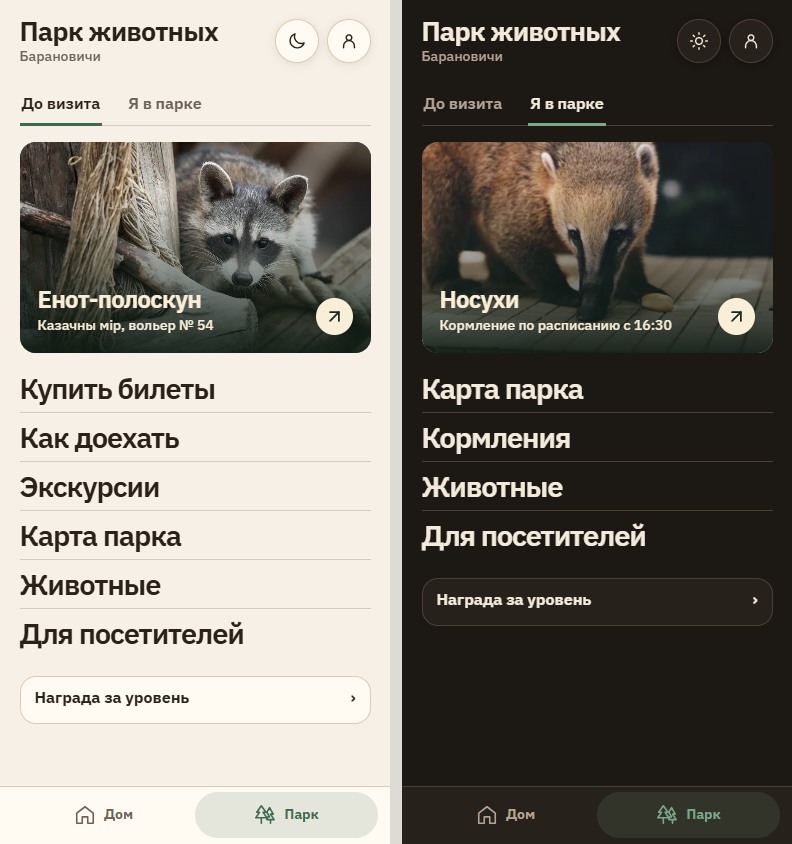 Парк животных
Барановичи
До визита
Я в парке
Енот-полоскун
Казачны мір, вольер № 54
Купить билеты
Как доехать
Экскурсии
Карта парка
Животные
Для посетителей
Награда за уровень ›
Дом
Парк
Парк животных
Барановичи
До визита
Я в парке
Носухи
Кормление по расписанию с 16:30
Карта парка
Кормления
Животные
Для посетителей
Награда за уровень ›
Дом
Парк